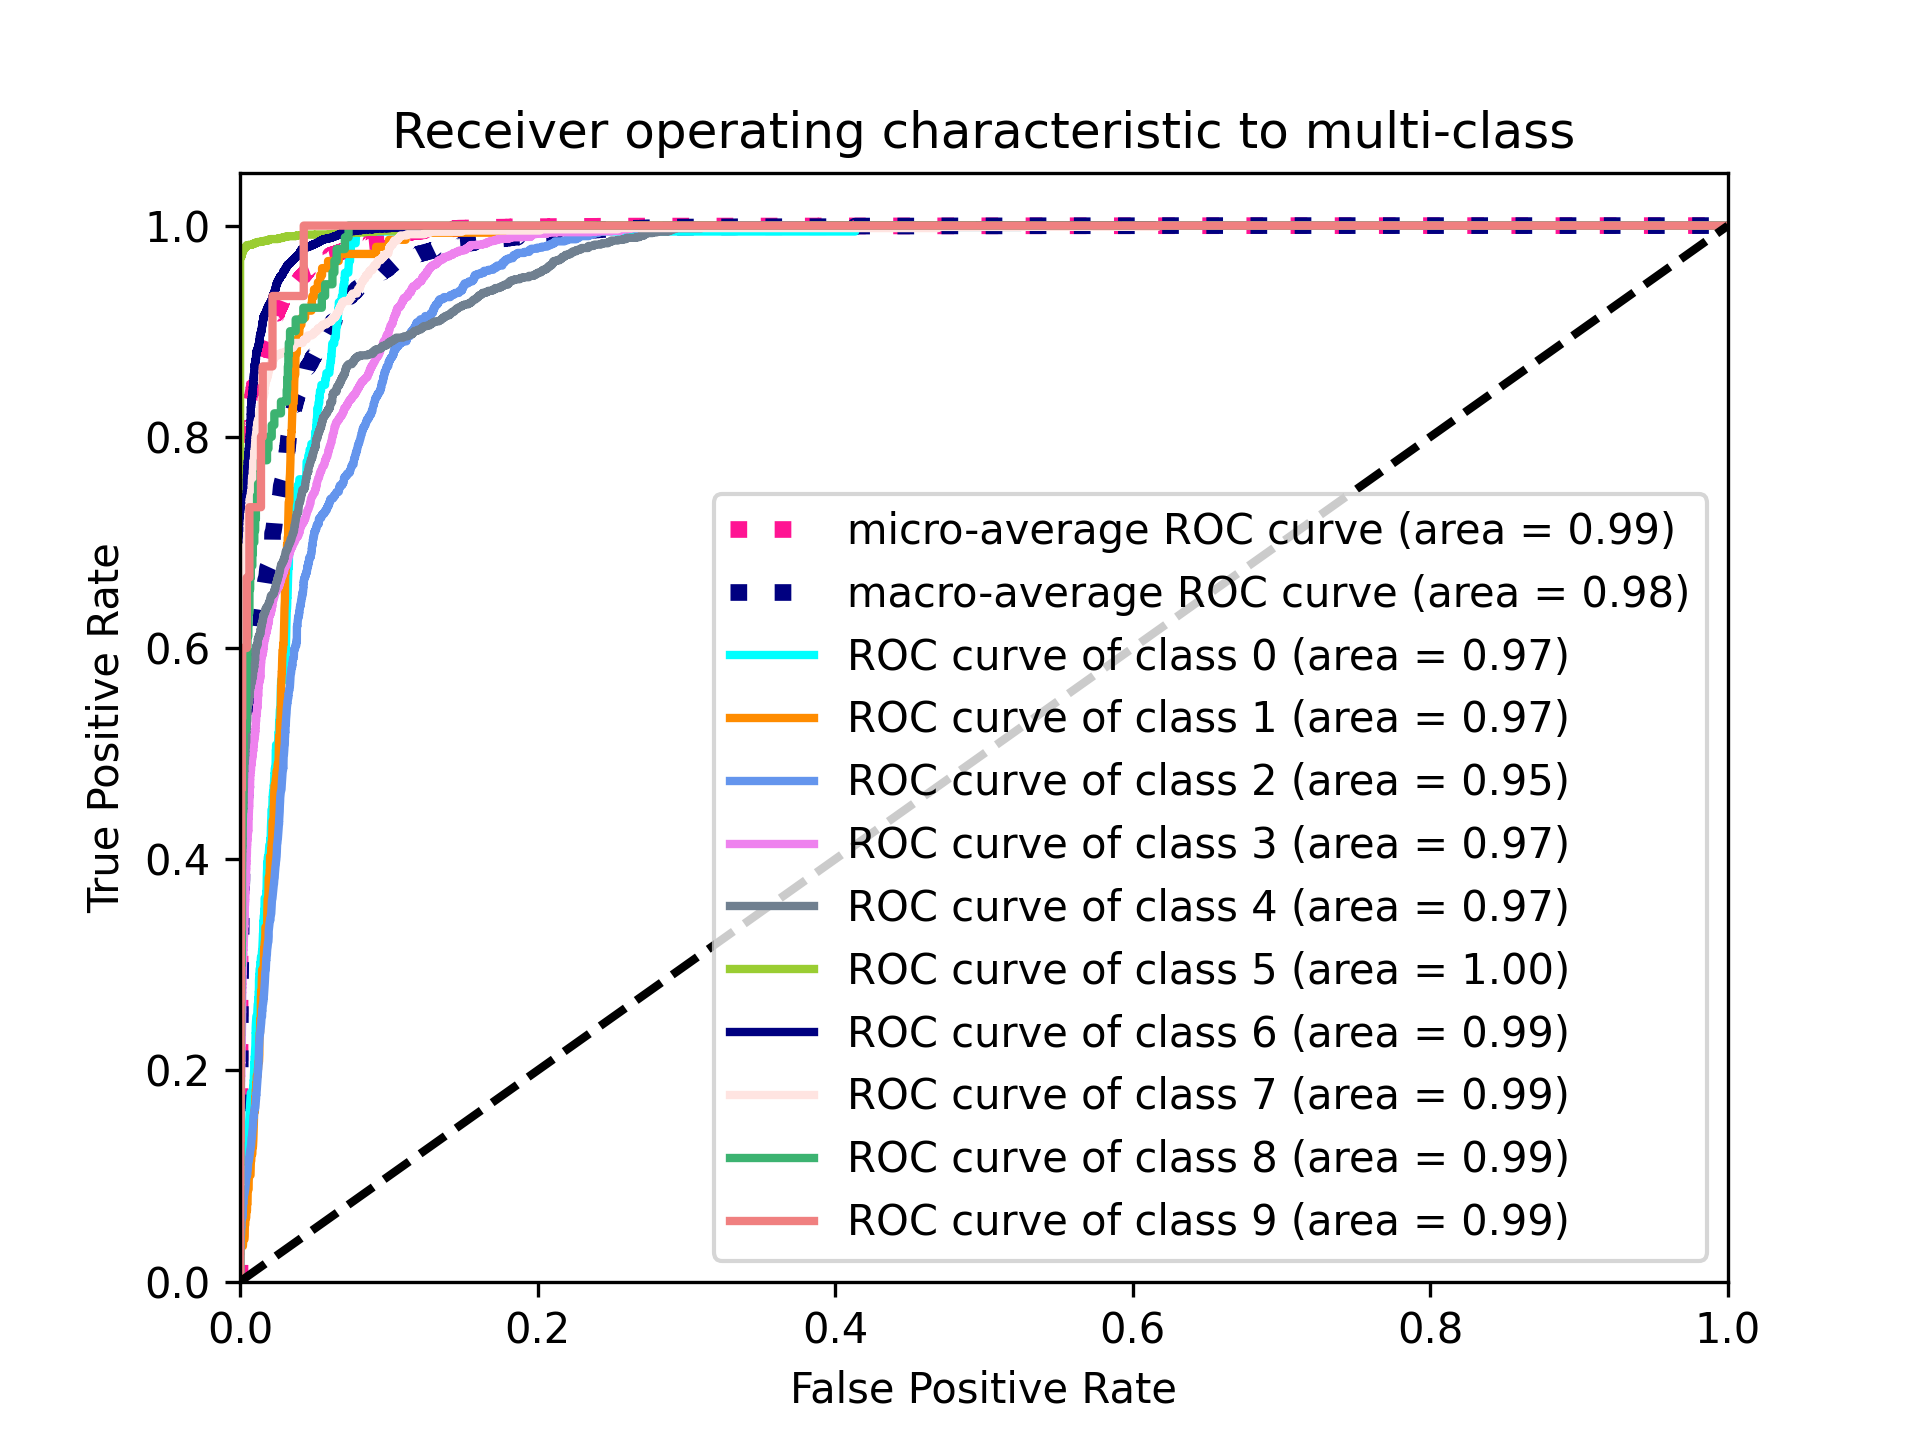 Receiver operating characteristic to multi-class
True Positive Rate
1.0
0.8
0.6
0.4
0.2
0.0
micro-average ROC curve (area = 0.99)
macro-average ROC curve (area = 0.98)
ROC curve of class 0 (area = 0.97)
ROC curve of class 1 (area = 0.97)
ROC curve of class 2 (area = 0.95)
ROC curve of class 3 (area = 0.97)
ROC curve of class 4 (area = 0.97)
ROC curve of class 5 (area = 1.00)
ROC curve of class 6 (area = 0.99)
ROC curve of class 7 (area = 0.99)
ROC curve of class 8 (area = 0.99)
ROC curve of class 9 (area = 0.99)
0.0 0.2 0.4 0.6 0.8 1.0
False Positive Rate